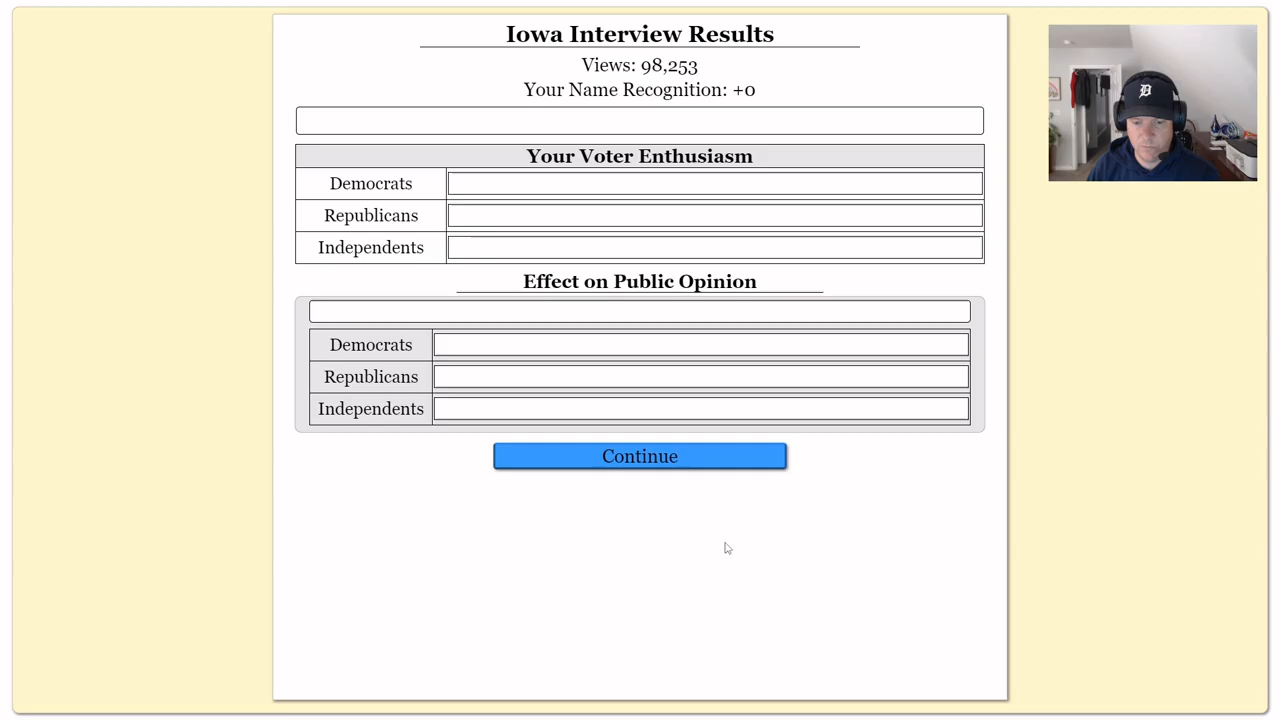 Iowa Interview Results
Views: 98,253
Your Name Recognition: +0
Your Voter Enthusiasm
Democrats
Republicans
Independents
Effect on Public Opinion
Democrats
Republicans
Independents
Continue
D